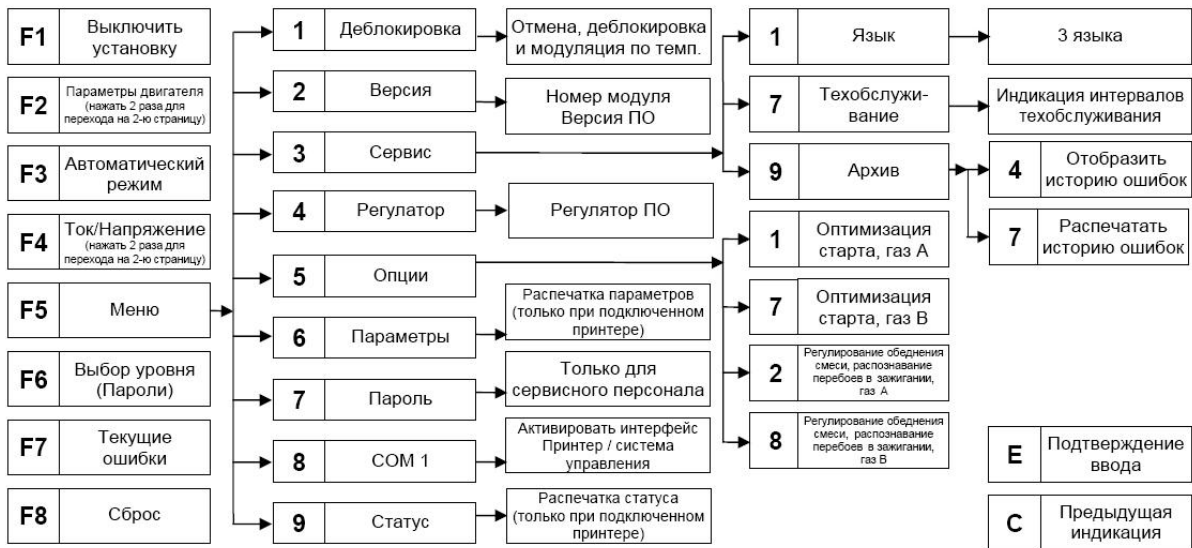 F1
Выключить
установку
F2
Параметры двигателя
(нажать 2 раза для
перехода на 2-ю страницу)
F3
Автоматический
режим
F4
Ток/Напряжение
(нажать 2 раза для
перехода на 2-ю страницу)
F5
Меню
F6
Выбор уровня
(Пароли)
F7
Текущие
ошибки
F8
Сброс
1
Деблокировка
Отмена, деблокировка
и модуляция по темп.
2
Версия
Номер модуля
Версия ПО
3
Сервис
4
Регулатор
Регулятор ПО
5
Опции
6
Параметры
Распечатка параметров
(только при подключенном
принтере)
7
Пароль
Только для
сервисного персонала
8
COM 1
Активировать интерфейс
Принтер / система
управления
9
Статус
Распечатка статуса
(только при подключенном
принтере)
1
Язык
3 языка
7
Техобслужи-
вание
Индикация интервалов
техобслуживания
9
Архив
4
Отобразить
историю ошибок
7
Распечатать
историю ошибок
1
Оптимизация
старта, газ А
7
Оптимизация
старта, газ В
2
Регулирование обеднения
смеси, распознавание
перебоев в зажигании,
газ А
8
Регулирование обеднения
смеси, распознавание
перебоев в зажигании,
газ В
E
Подтверждение
ввода
C
Предыдущая
индикация